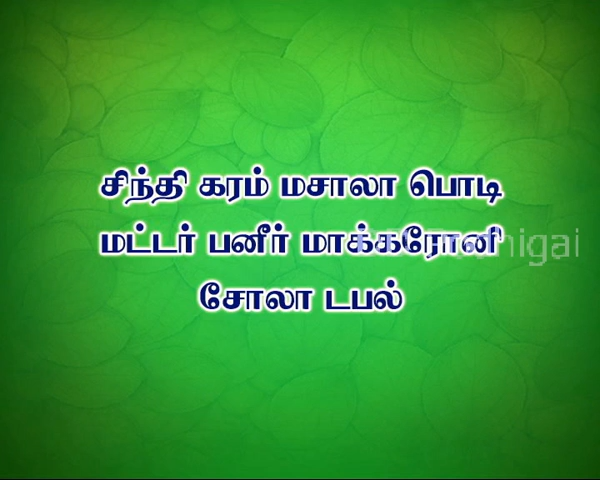 சிந்தி கரம் மசாலா பொடி
மட்டர் பனீர் மாக்கரோனி
சோலா டபல்